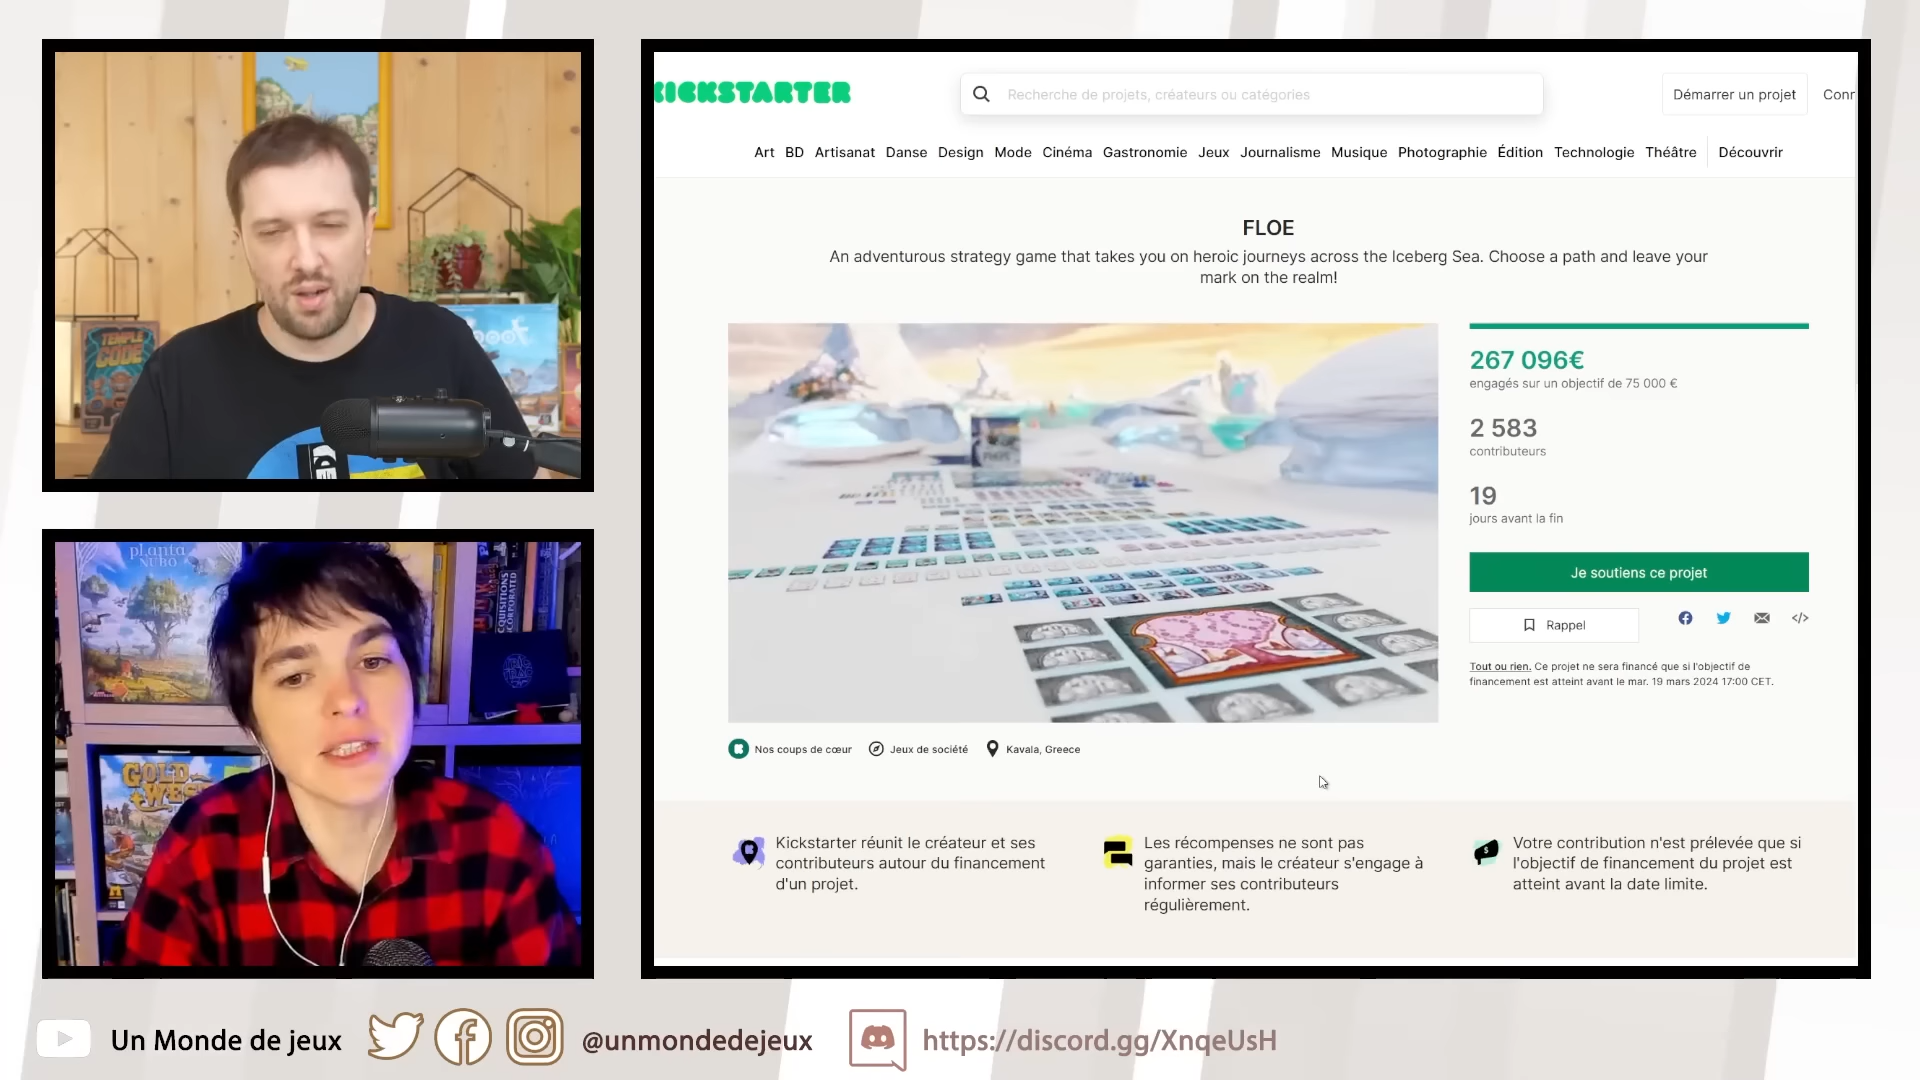 TEMPLE
CODE
planta
NUBO
ACQUISITIONS
INCORPORATED
GOLD
WEST
KICKSTARTER
Recherche de projets, créateurs ou catégories
Démarrer un projet
Conn
Art BD Artisanat Danse Design Mode Cinéma Gastronomie Jeux Journalisme Musique Photographie Édition Technologie Théâtre Découvrir
FLOE
An adventurous strategy game that takes you on heroic journeys across the Iceberg Sea. Choose a path and leave your
mark on the realm!
267 096€
engagés sur un objectif de 75 000 €
2 583
contributeurs
19
jours avant la fin
Je soutiens ce projet
Rappel
Tout ou rien. Ce projet ne sera financé que si l'objectif de
financement est atteint avant le mar. 19 mars 2024 17:00 CET.
Nos coups de cœur Jeux de société Kavala, Greece
Kickstarter réunit le créateur et ses
contributeurs autour du financement
d'un projet.
Les récompenses ne sont pas
garanties, mais le créateur s'engage à
informer ses contributeurs
régulièrement.
Votre contribution n'est prélevée que si
l'objectif de financement du projet est
atteint avant la date limite.
Un Monde de jeux @unmondedejeux https://discord.gg/XnqeUsH